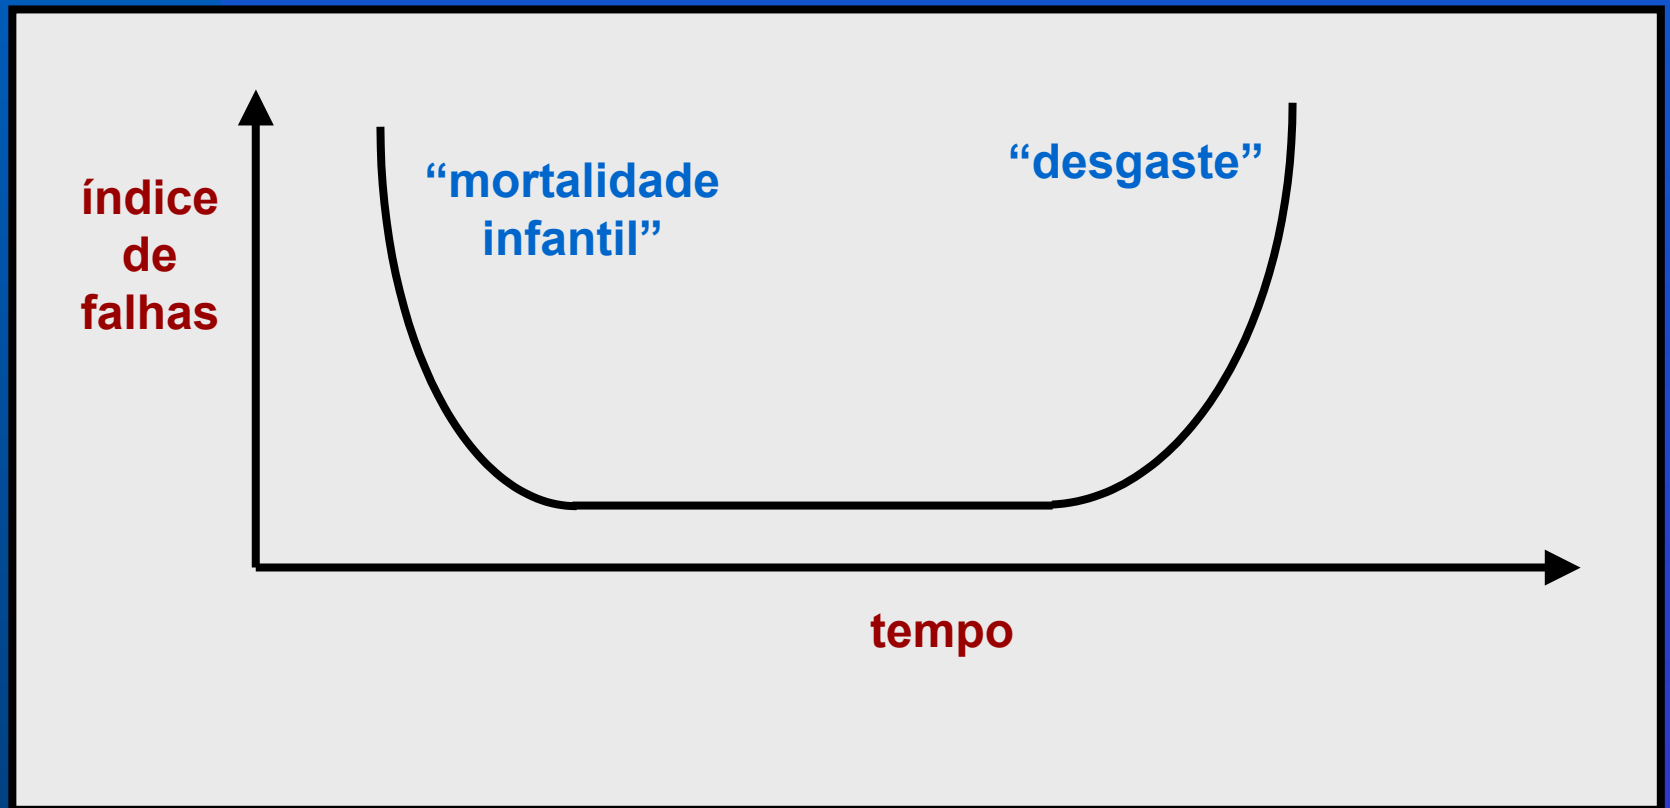 “mortalidade
infantil”
“desgaste”
índice
de
falhas
tempo